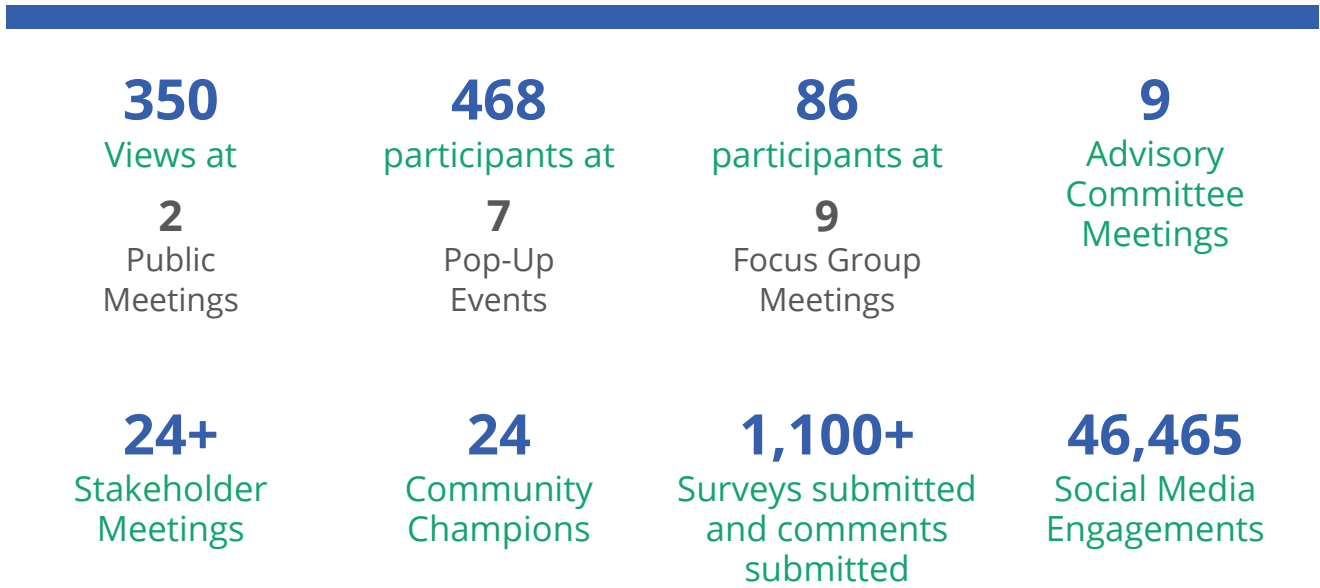 350
Views at
2
Public
Meetings
468
participants at
7
Pop-Up
Events
86
participants at
9
Focus Group
Meetings
9
Advisory
Committee
Meetings
24+
Stakeholder
Meetings
24
Community
Champions
1,100+
Surveys submitted
and comments
submitted
46,465
Social Media
Engagements